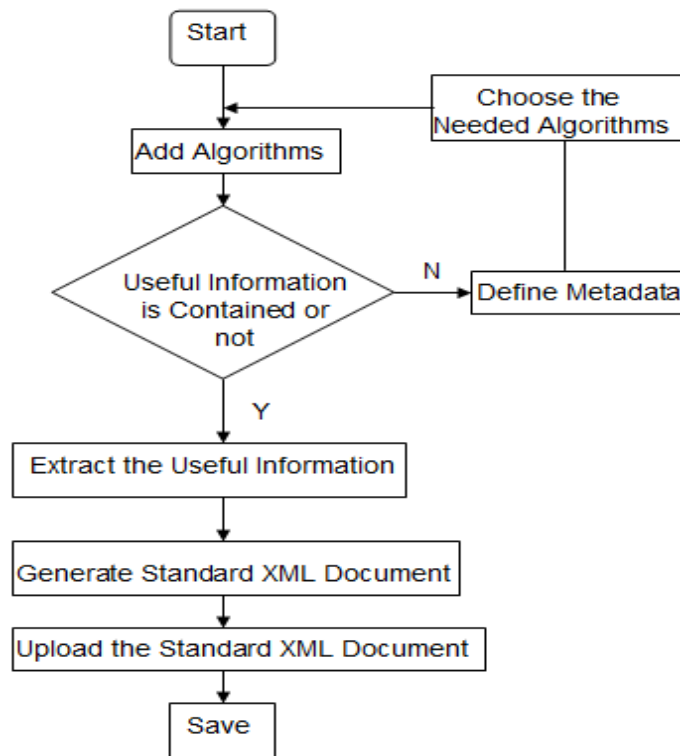 Start
Choose the
Needed Algorithms
Add Algorithms
Useful Information
is Contained or
not
N
Define Metadata
Y
Extract the Useful Information
Generate Standard XML Document
Upload the Standard XML Document
Save